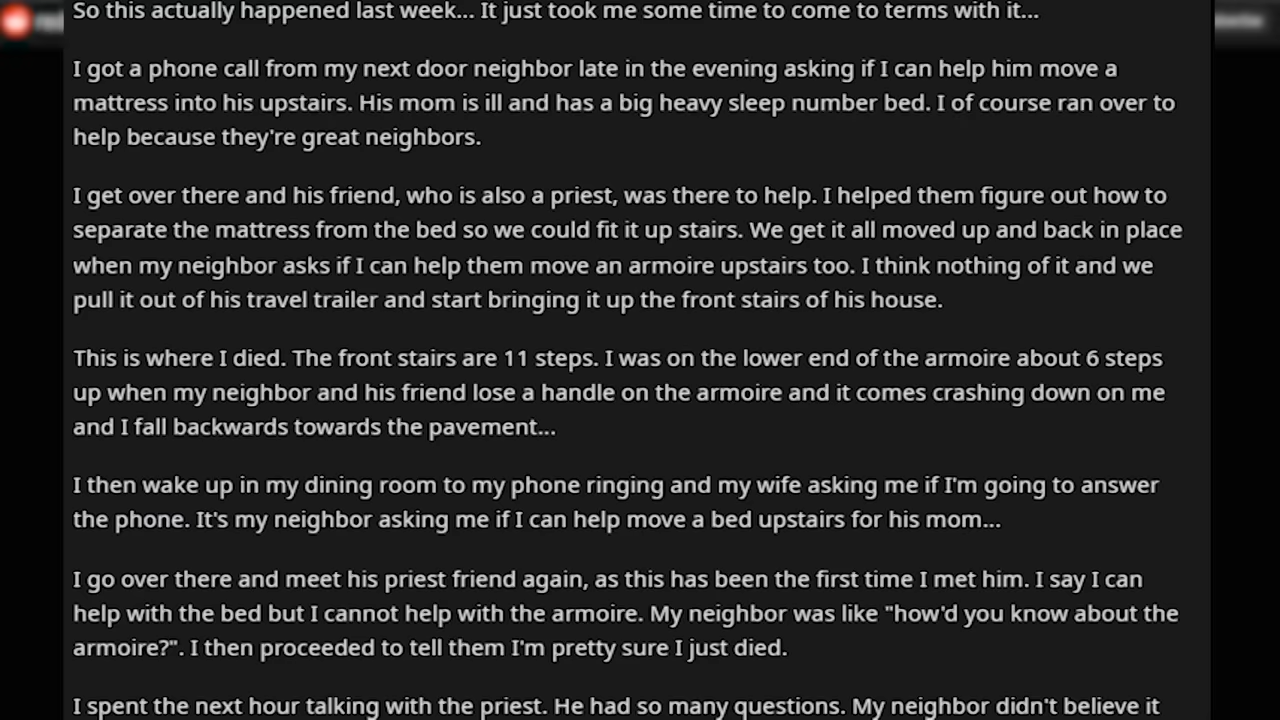 So this actually happened last week... It just took me some time to come to terms with it...
I got a phone call from my next door neighbor late in the evening asking if I can help him move a
mattress into his upstairs. His mom is ill and has a big heavy sleep number bed. I of course ran over to
help because they're great neighbors.
I get over there and his friend, who is also a priest, was there to help. I helped them figure out how to
separate the mattress from the bed so we could fit it up stairs. We get it all moved up and back in place
when my neighbor asks if I can help them move an armoire upstairs too. I think nothing of it and we
pull it out of his travel trailer and start bringing it up the front stairs of his house.
This is where I died. The front stairs are 11 steps. I was on the lower end of the armoire about 6 steps
up when my neighbor and his friend lose a handle on the armoire and it comes crashing down on me
and I fall backwards towards the pavement...
I then wake up in my dining room to my phone ringing and my wife asking me if I'm going to answer
the phone. It's my neighbor asking me if I can help move a bed upstairs for his mom...
I go over there and meet his priest friend again, as this has been the first time I met him. I say I can
help with the bed but I cannot help with the armoire. My neighbor was like "how'd you know about the
armoire?". I then proceeded to tell them I'm pretty sure I just died.
I spent the next hour talking with the priest. He had so many questions. My neighbor didn't believe it